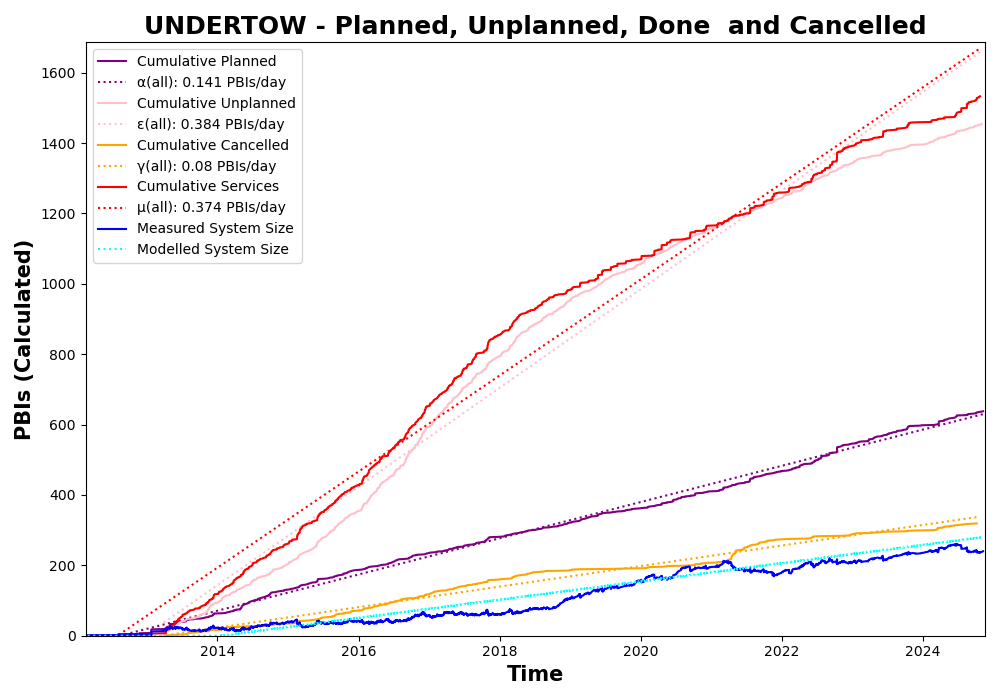 UNDERTOW - Planned, Unplanned, Done  and Cancelled
PBIs (Calculated)
1600
1400
1200
1000
800
600
400
200
0
Cumulative Planned
α(all): 0.141 PBIs/day
Cumulative Unplanned
ε(all): 0.384 PBIs/day
Cumulative Cancelled
γ(all): 0.08 PBIs/day
Cumulative Services
μ(all): 0.374 PBIs/day
Measured System Size
Modelled System Size
2014 2016 2018 2020 2022 2024
Time